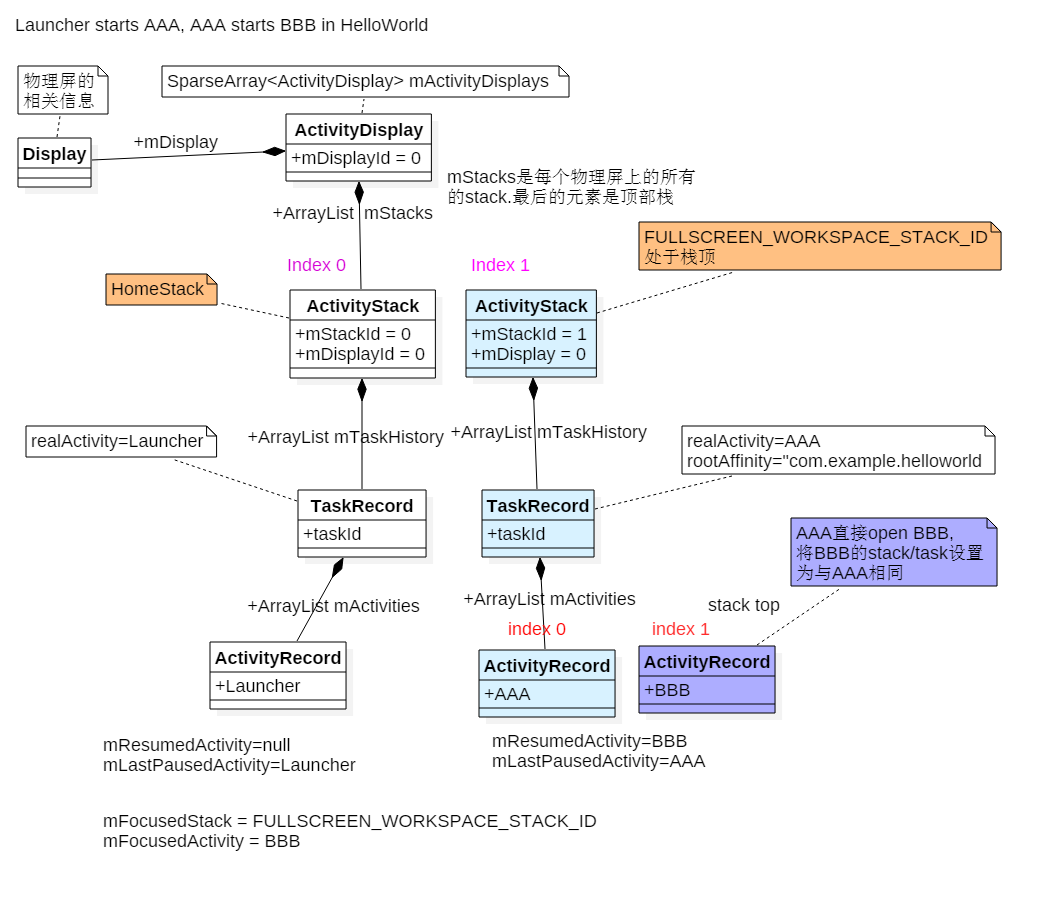 Launcher starts AAA, AAA starts BBB in HelloWorld
物理屏的
相关信息
SparseArray<ActivityDisplay> mActivityDisplays
Display
+mDisplay
ActivityDisplay
+mDisplayId = 0
mStacks是每个物理屏上的所有
的stack.最后的元素是顶部栈
+ArrayList mStacks
FULLSCREEN_WORKSPACE_STACK_ID
处于栈顶
Index 0
Index 1
HomeStack
ActivityStack
+mStackId = 0
+mDisplayId = 0
ActivityStack
+mStackId = 1
+mDisplay = 0
realActivity=Launcher
+ArrayList mTaskHistory
+ArrayList mTaskHistory
realActivity=AAA
rootAffinity="com.example.helloworld
TaskRecord
+taskId
TaskRecord
+taskId
AAA直接open BBB,
将BBB的stack/task设置
为与AAA相同
+ArrayList mActivities
+ArrayList mActivities
stack top
index 0
index 1
ActivityRecord
+Launcher
ActivityRecord
+AAA
ActivityRecord
+BBB
mResumedActivity=null
mLastPausedActivity=Launcher
mResumedActivity=BBB
mLastPausedActivity=AAA
mFocusedStack = FULLSCREEN_WORKSPACE_STACK_ID
mFocusedActivity = BBB